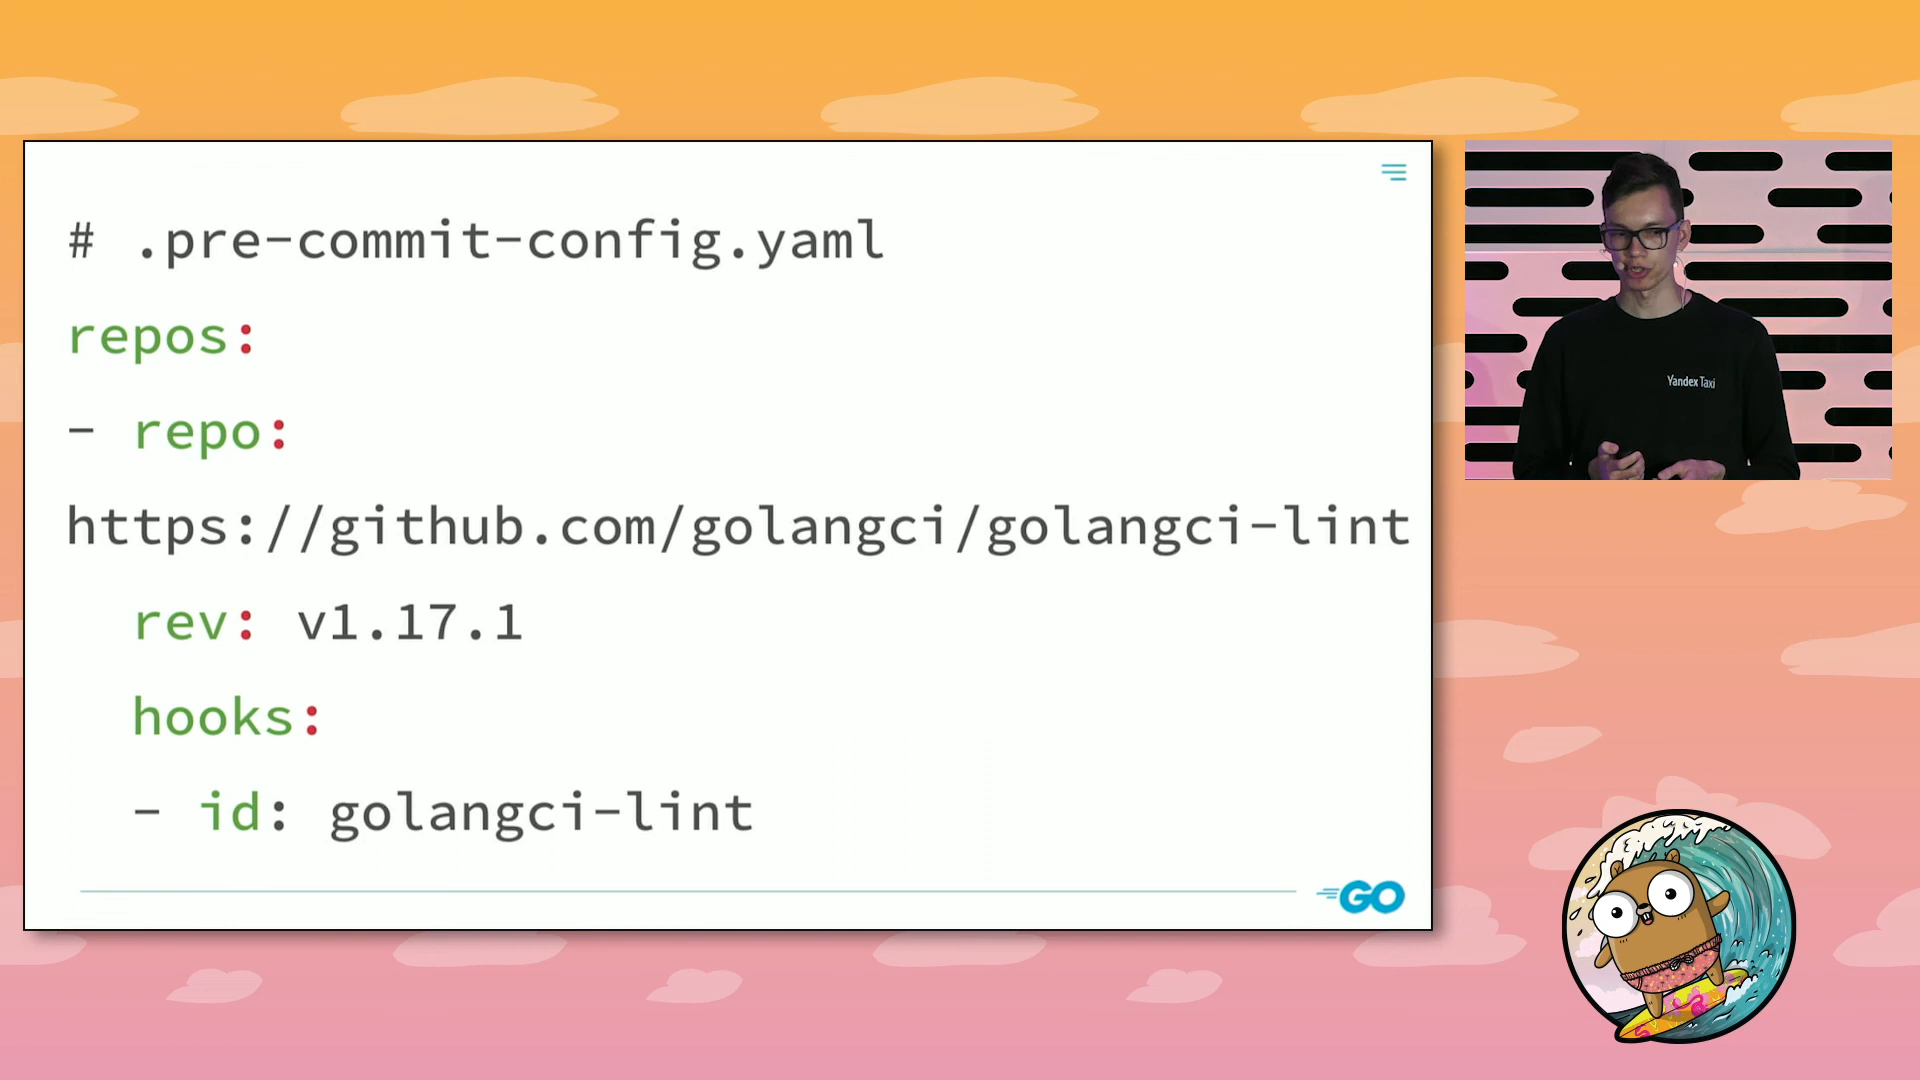 # .pre-commit-config.yaml
repos:
- repo:
https://github.com/golangci/golangci-lint
  rev: v1.17.1
  hooks:
  - id: golangci-lint
GO
Yandex Taxi